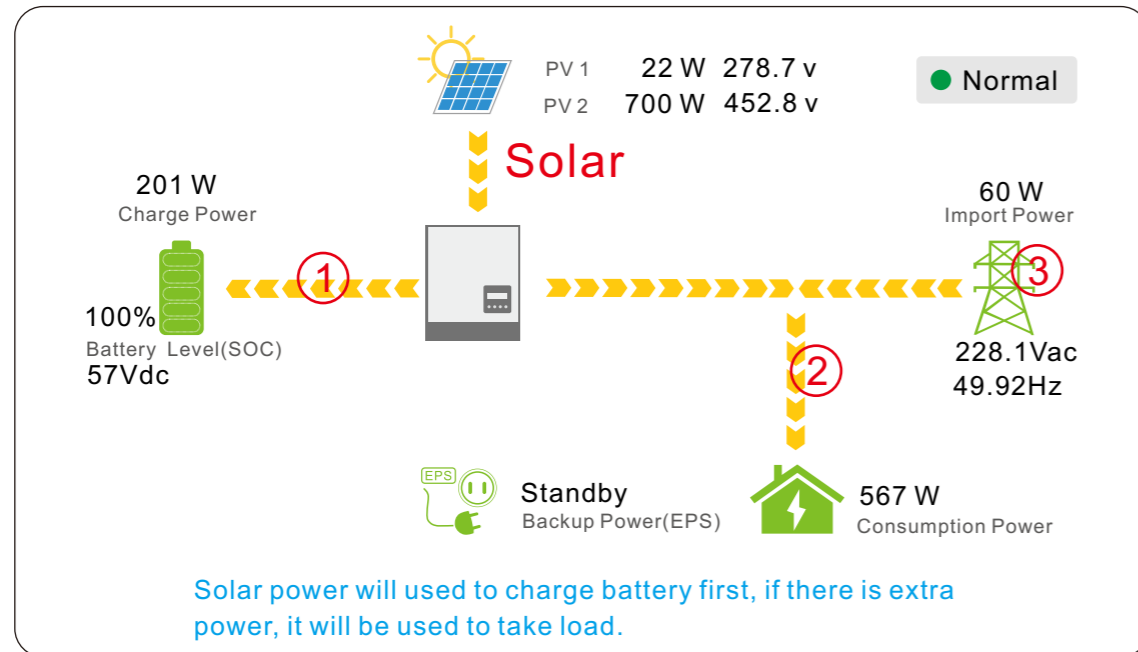 PV 1 22 W 278.7 v
PV 2 700 W 452.8 v
Normal
Solar
201 W
Charge Power
60 W
Import Power
1
3
100%
Battery Level(SOC)
57Vdc
228.1Vac
49.92Hz
2
EPS
Standby
Backup Power(EPS)
567 W
Consumption Power
Solar power will used to charge battery first, if there is extra
power, it will be used to take load.